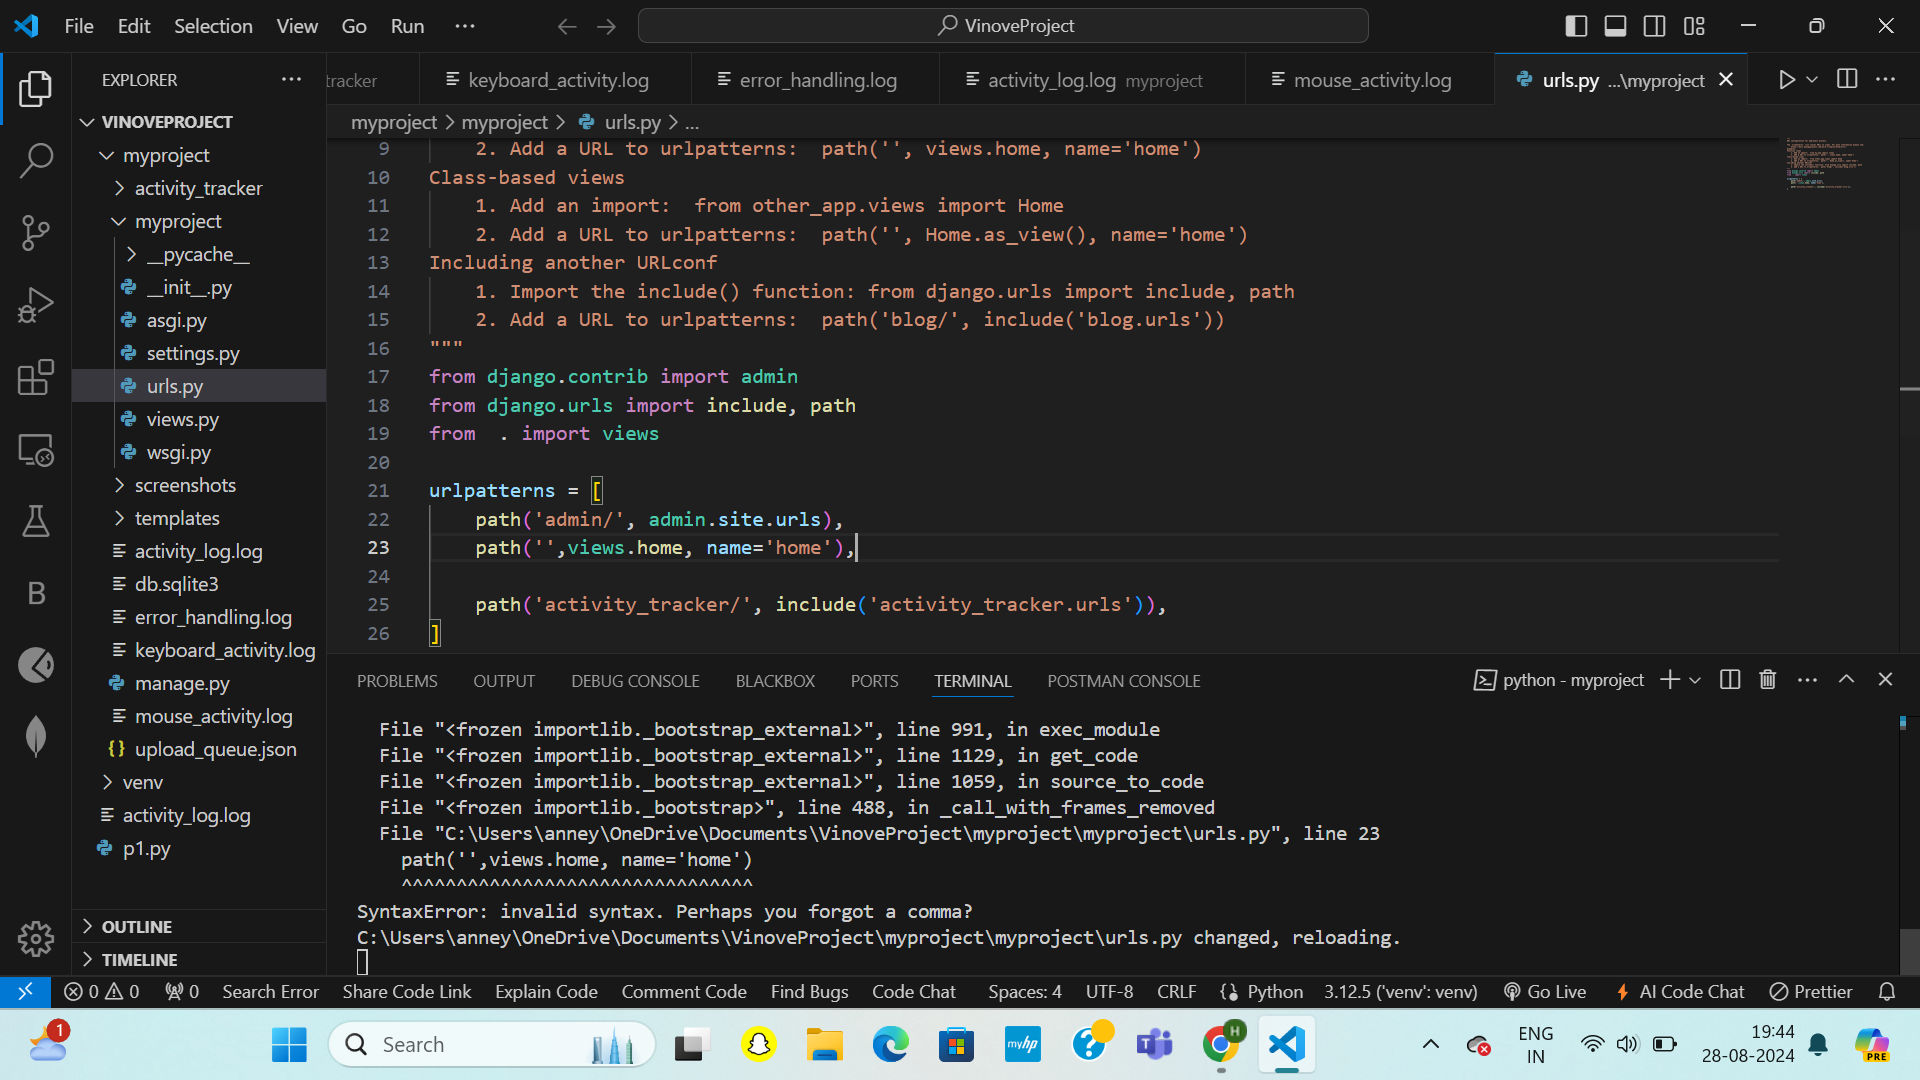 File Edit Selection View Go Run ··· VinoveProject
EXPLORER
VINOVEPROJECT
myproject
activity_tracker
myproject
__pycache__
__init__.py
asgi.py
settings.py
urls.py
views.py
wsgi.py
screenshots
templates
activity_log.log
db.sqlite3
error_handling.log
keyboard_activity.log
manage.py
mouse_activity.log
upload_queue.json
venv
activity_log.log
p1.py
OUTLINE
TIMELINE
tracker keyboard_activity.log error_handling.log activity_log.log myproject mouse_activity.log urls.py ...\myproject
myproject > myproject > urls.py > ...
9 2. Add a URL to urlpatterns:  path('', views.home, name='home')
10 Class-based views
11 1. Add an import:  from other_app.views import Home
12 2. Add a URL to urlpatterns:  path('', Home.as_view(), name='home')
13 Including another URLconf
14 1. Import the include() function: from django.urls import include, path
15 2. Add a URL to urlpatterns:  path('blog/', include('blog.urls'))
16 """
17 from django.contrib import admin
18 from django.urls import include, path
19 from  . import views
20
21 urlpatterns = [
22 path('admin/', admin.site.urls),
23 path('',views.home, name='home'),
24
25 path('activity_tracker/', include('activity_tracker.urls')),
26 ]
PROBLEMS OUTPUT DEBUG CONSOLE BLACKBOX PORTS TERMINAL POSTMAN CONSOLE python - myproject
File "<frozen importlib._bootstrap_external>", line 991, in exec_module
File "<frozen importlib._bootstrap_external>", line 1129, in get_code
File "<frozen importlib._bootstrap_external>", line 1059, in source_to_code
File "<frozen importlib._bootstrap>", line 488, in _call_with_frames_removed
File "C:\Users\anney\OneDrive\Documents\VinoveProject\myproject\myproject\urls.py", line 23
path('',views.home, name='home')
^^^^^^^^^^^^^^^^^^^^^^^^^^^^^^^^
SyntaxError: invalid syntax. Perhaps you forgot a comma?
C:\Users\anney\OneDrive\Documents\VinoveProject\myproject\myproject\urls.py changed, reloading.
0 0 0 Search Error Share Code Link Explain Code Comment Code Find Bugs Code Chat Spaces: 4 UTF-8 CRLF Python 3.12.5 ('venv': venv) Go Live AI Code Chat Prettier
1 Search myhp H ENG 19:44 PRE
IN 28-08-2024